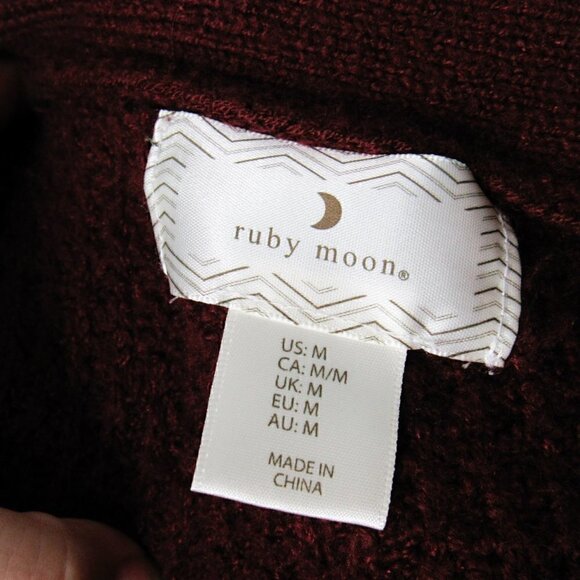 ruby moon®
US: M
CA: M/M
UK: M
EU: M
AU: M
MADE IN
CHINA